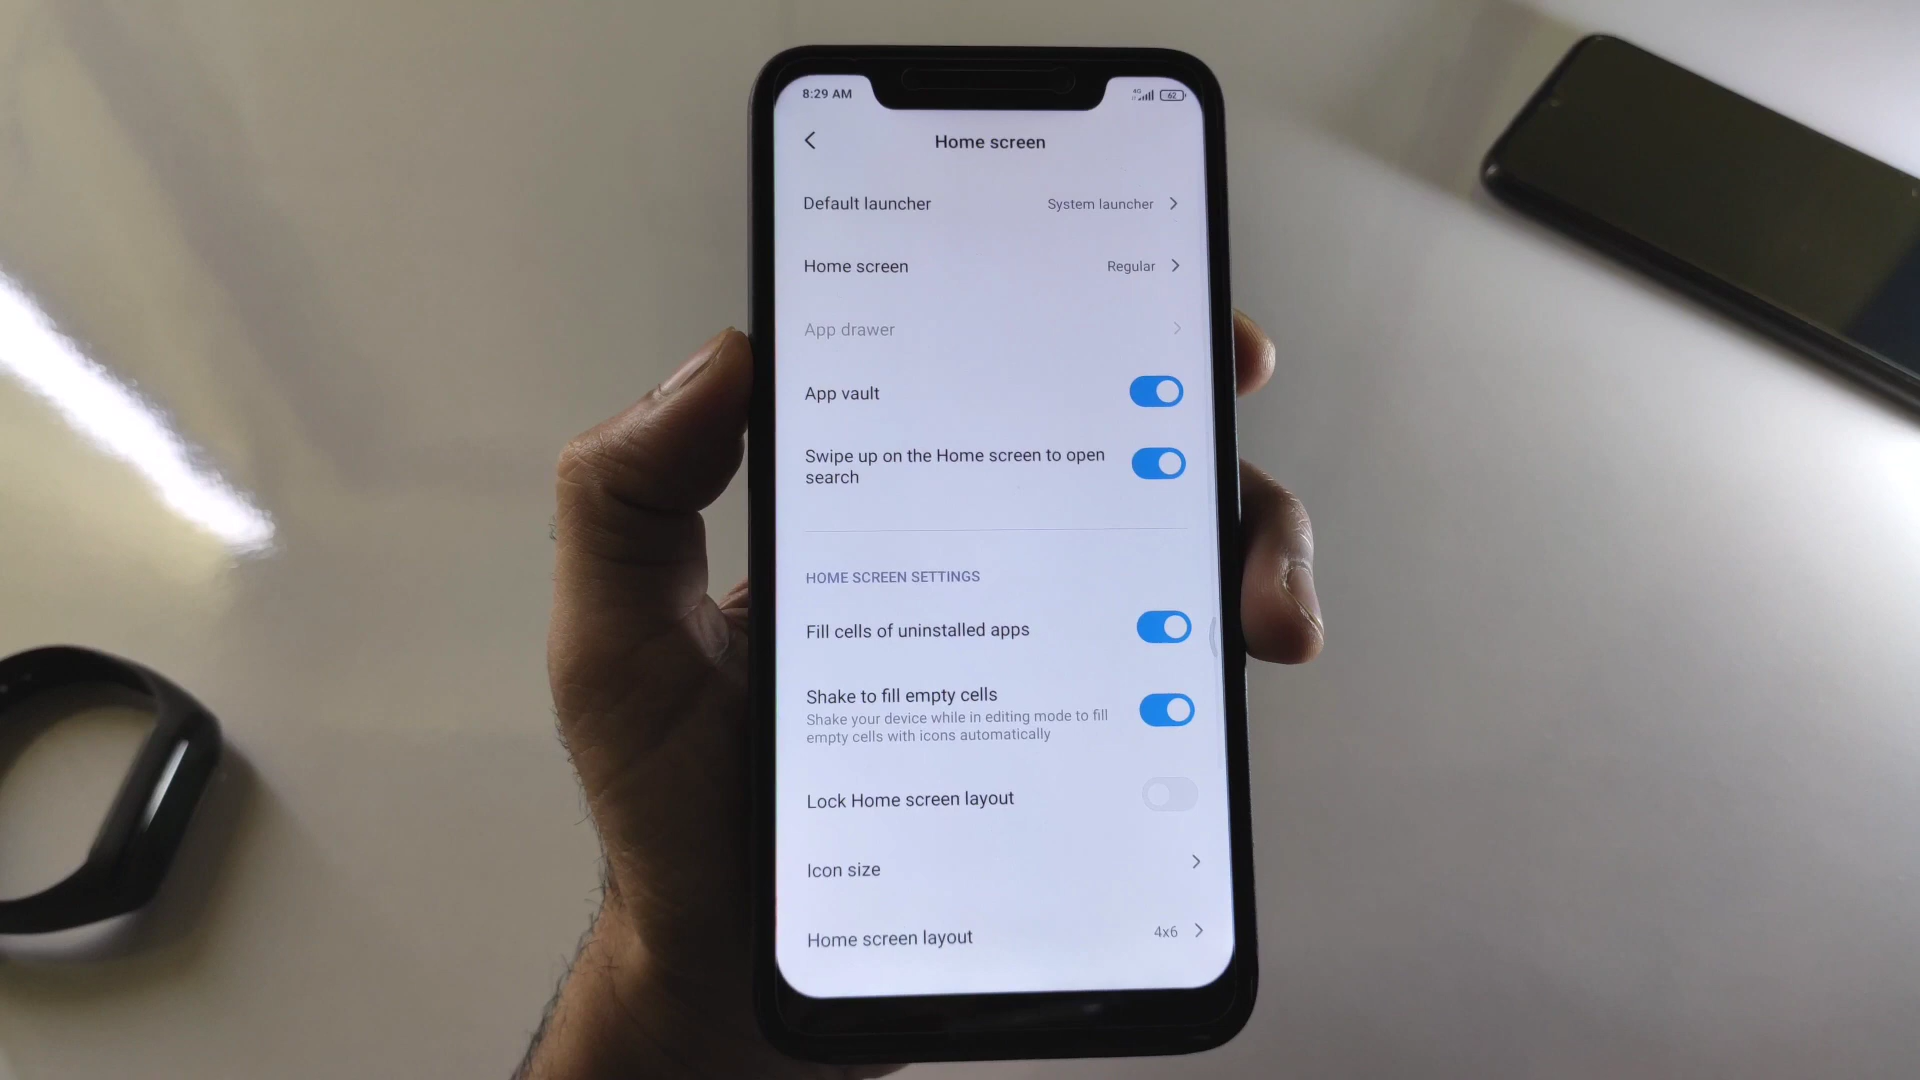 8:29 AM
4G
62
Home screen
Default launcher
System launcher
Home screen
Regular
App drawer
App vault
Swipe up on the Home screen to open
search
HOME SCREEN SETTINGS
Fill cells of uninstalled apps
Shake to fill empty cells
Shake your device while in editing mode to fill
empty cells with icons automatically
Lock Home screen layout
Icon size
Home screen layout
4x6